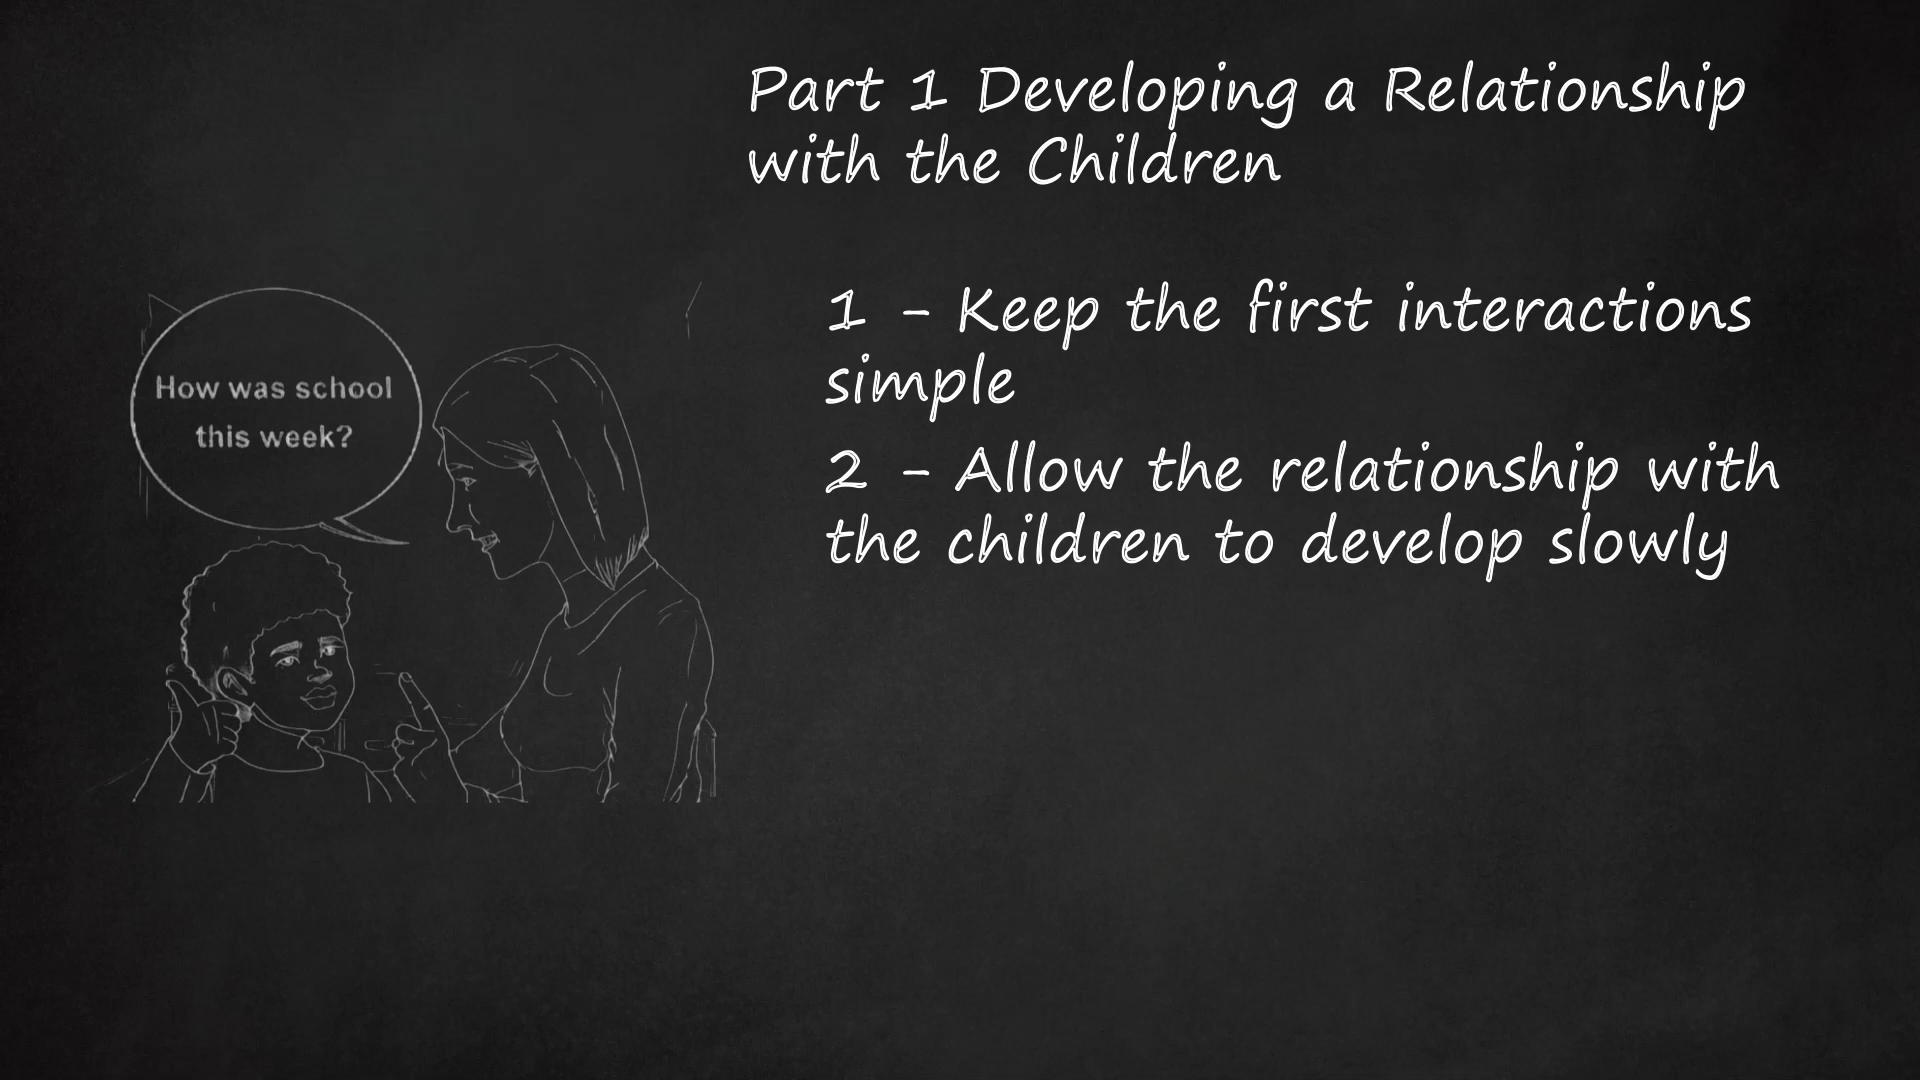 Part 1 Developing a Relationship
with the Children
1 - Keep the first interactions
simple
2 - Allow the relationship with
the children to develop slowly
How was school
this week?